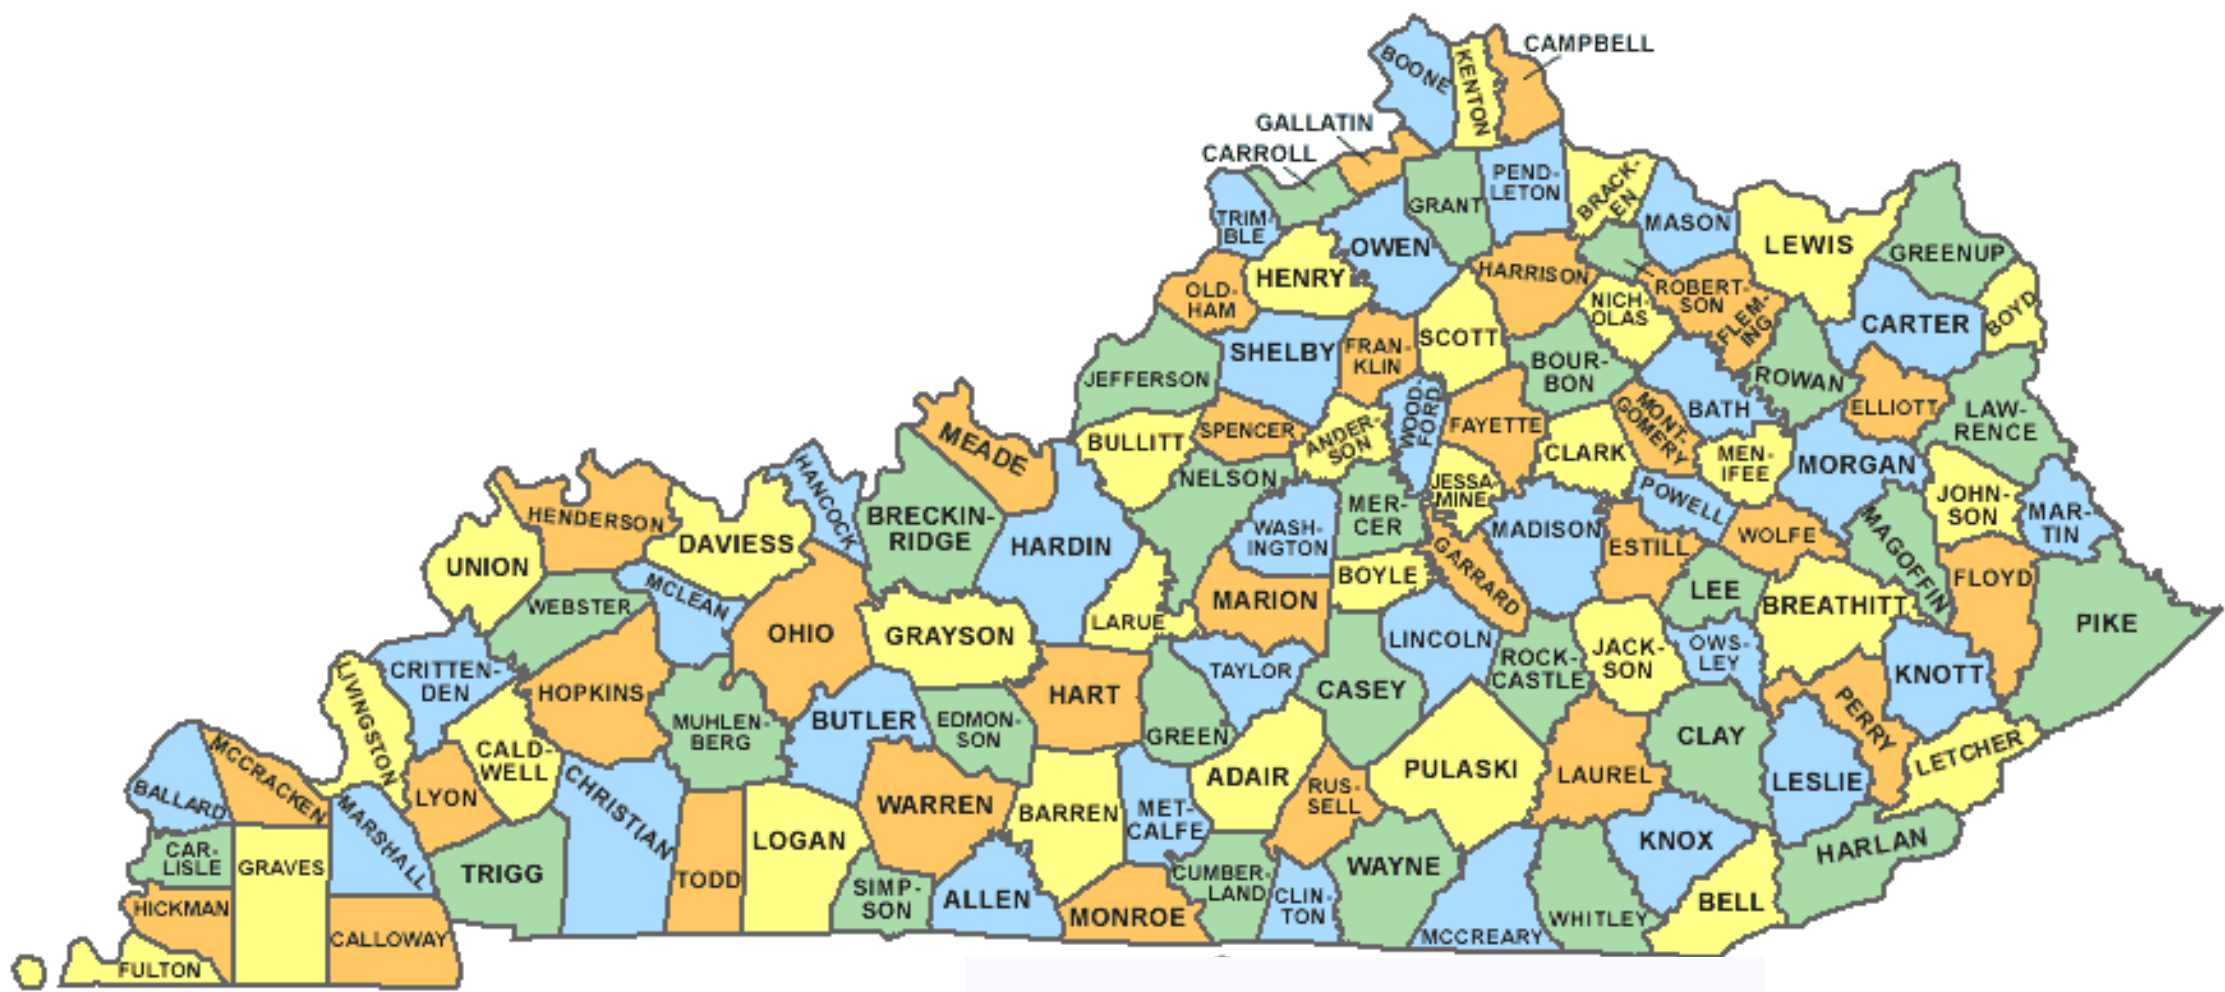 CAMPBELL
BOONE
KENTON
GALLATIN
CARROLL
PEND-
LETON
BRACK-
EN
GRANT
TRIM-
BLE
MASON
OWEN
LEWIS
GREENUP
HENRY
HARRISON
OLD-
HAM
ROBERT-
SON
NICH-
OLAS
FLEM-
ING
BOYD
CARTER
SHELBY
FRAN-
KLIN
SCOTT
BOUR-
BON
JEFFERSON
ROWAN
BATH
ELLIOTT
LAW-
RENCE
WOOD-
FORD
FAYETTE
MONT-
GOMERY
MEADE
BULLITT
SPENCER
ANDER-
SON
CLARK
MEN-
IFEE
MORGAN
HANCOCK
NELSON
JESSA
MINE
POWELL
JOHN-
SON
MAR-
TIN
HENDERSON
DAVIESS
BRECKIN-
RIDGE
HARDIN
WASH-
INGTON
MER-
CER
MADISON
ESTILL
WOLFE
MAGOFFIN
UNION
GARRARD
FLOYD
BOYLE
WEBSTER
MCLEAN
LARUE
MARION
LEE
BREATHITT
PIKE
OHIO
GRAYSON
LINCOLN
CRITTEN-
DEN
LIVINGSTON
HOPKINS
HART
TAYLOR
CASEY
ROCK-
CASTLE
JACK-
SON
OWS-
LEY
KNOTT
MUHLEN-
BERG
BUTLER
EDMON-
SON
GREEN
CLAY
PERRY
LETCHER
CALD-
WELL
ADAIR
PULASKI
LAUREL
LESLIE
MCCRACKEN
BALLARD
LYON
CHRISTIAN
WARREN
BARREN
MET-
CALFE
RUS-
SELL
MARSHALL
LOGAN
KNOX
HARLAN
CAR-
LISLE
GRAVES
TRIGG
TODD
SIMP-
SON
ALLEN
CUMBER-
LAND
WAYNE
BELL
HICKMAN
MONROE
CLIN-
TON
WHITLEY
MCCREARY
CALLOWAY
FULTON